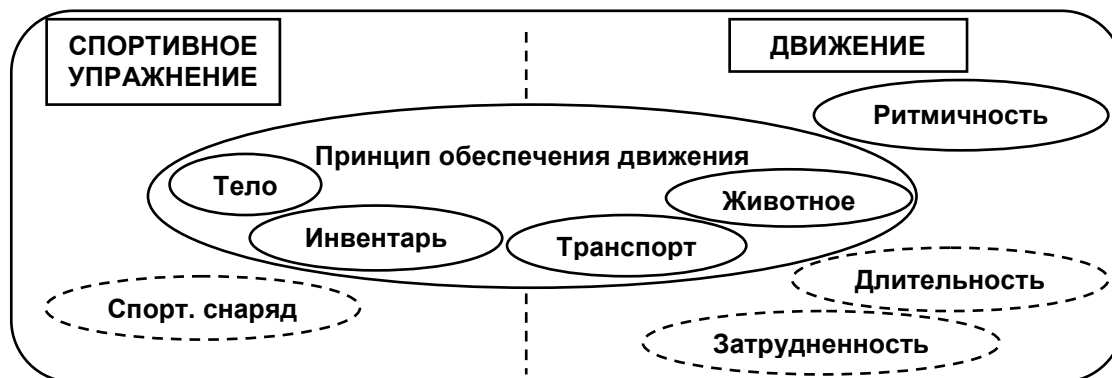 СПОРТИВНОЕ
УПРАЖНЕНИЕ
ДВИЖЕНИЕ
Ритмичность
Принцип обеспечения движения
Тело
Животное
Инвентарь
Транспорт
Длительность
Спорт. снаряд
Затрудненность